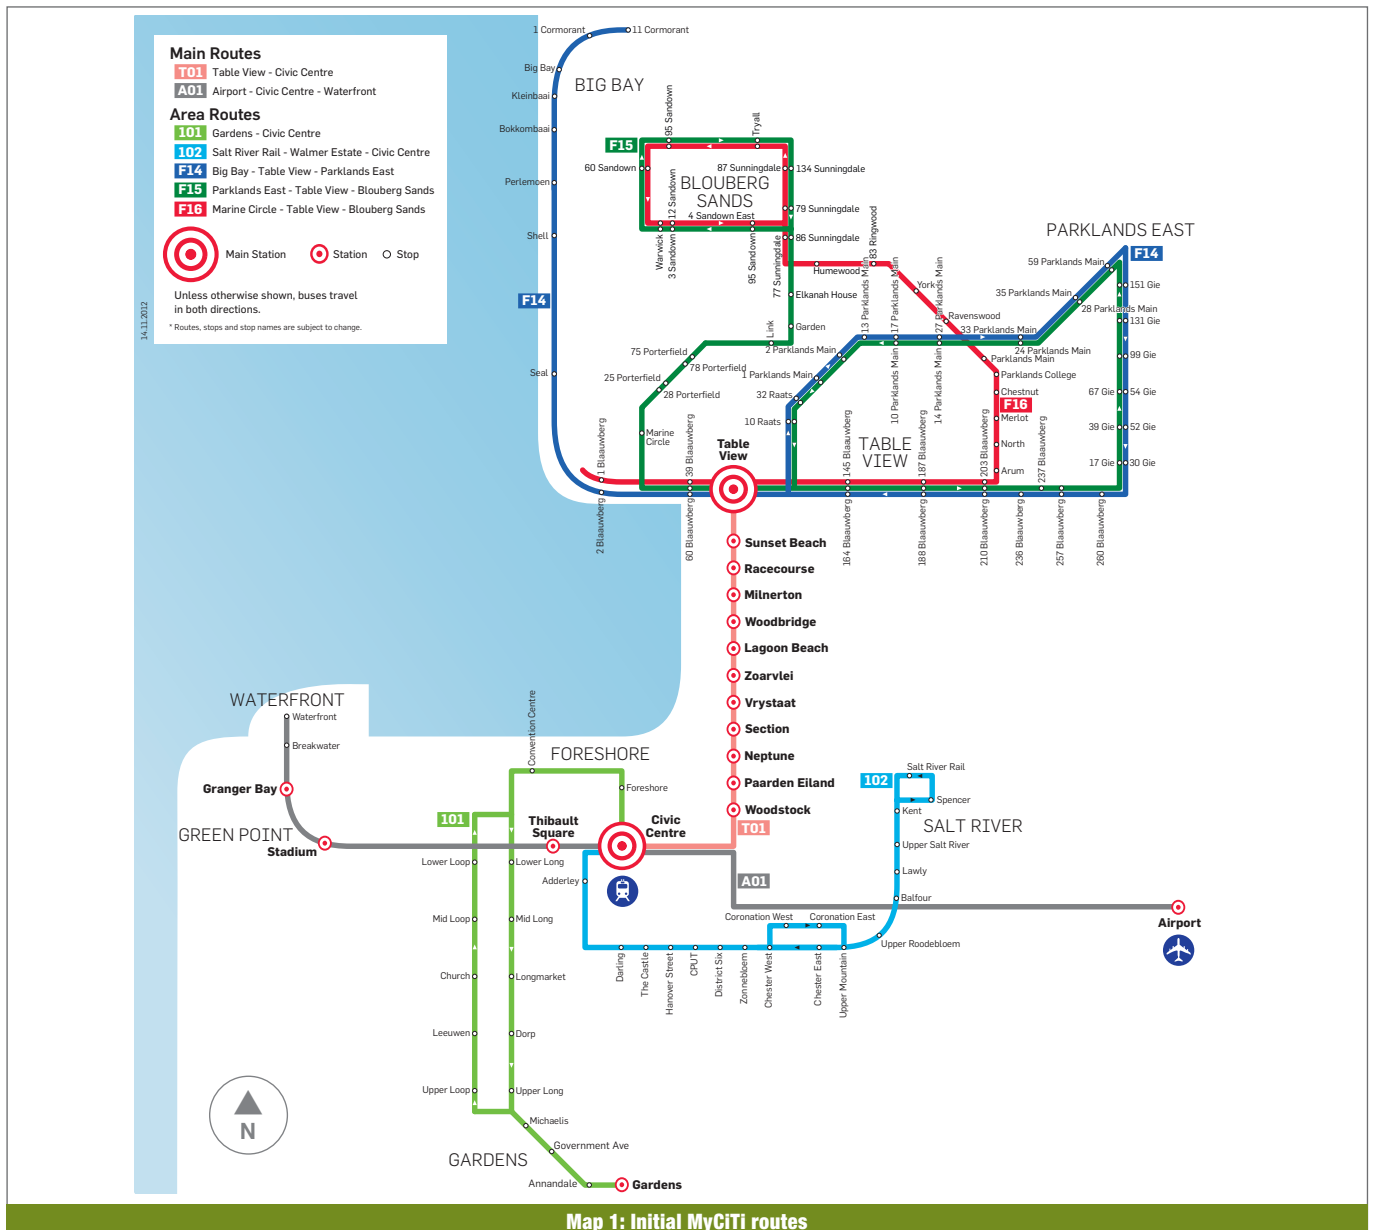 Main Routes
T01 Table View - Civic Centre
A01 Airport - Civic Centre - Waterfront
Area Routes
101 Gardens - Civic Centre
102 Salt River Rail - Walmer Estate - Civic Centre
F14 Big Bay - Table View - Parklands East
F15 Parklands East - Table View - Blouberg Sands
F16 Marine Circle - Table View - Blouberg Sands
Main Station
Station
Stop
Unless otherwise shown, buses travel
in both directions.
* Routes, stops and stop names are subject to change.
14.11.2012
1 Cormorant
11 Cormorant
Big Bay
BIG BAY
Kleinbaai
Bokkombaai
Perlemoen
Shell
F14
Seal
F15
95 Sandown
Tryall
60 Sandown
87 Sunningdale
134 Sunningdale
BLOUBERG
SANDS
12 Sandown
4 Sandown East
79 Sunningdale
86 Sunningdale
Warwick
3 Sandown
95 Sandown
77 Sunningdale
Humewood
83 Ringwood
Elkanah House
Garden
Link
York
Ravenswood
75 Porterfield
78 Porterfield
25 Porterfield
28 Porterfield
Marine
Circle
PARKLANDS EAST
F14
59 Parklands Main
35 Parklands Main
28 Parklands Main
33 Parklands Main
24 Parklands Main
13 Parklands Main
17 Parklands Main
27 Parklands Main
2 Parklands Main
1 Parklands Main
10 Parklands Main
14 Parklands Main
32 Raats
10 Raats
151 Gie
131 Gie
99 Gie
67 Gie
54 Gie
39 Gie
52 Gie
17 Gie
30 Gie
Parklands Main
Parklands College
Chestnut
F16
Merlot
North
Arum
TABLE
VIEW
Table
View
1 Blaauwberg
39 Blaauwberg
145 Blaauwberg
187 Blaauwberg
203 Blaauwberg
237 Blaauwberg
2 Blaauwberg
60 Blaauwberg
164 Blaauwberg
188 Blaauwberg
210 Blaauwberg
236 Blaauwberg
257 Blaauwberg
260 Blaauwberg
Sunset Beach
Racecourse
Milnerton
Woodbridge
Lagoon Beach
Zoarvlei
Vrystaat
Section
Neptune
Paarden Eiland
Woodstock
T01
WATERFRONT
Waterfront
Breakwater
Granger Bay
GREEN POINT
Stadium
Convention Centre
FORESHORE
Foreshore
101
Thibault
Square
Civic
Centre
A01
Airport
Lower Loop
Lower Long
Mid Loop
Mid Long
Church
Longmarket
Leeuwen
Dorp
Upper Loop
Upper Long
Michaelis
Government Ave
GARDENS
Annandale
Gardens
Adderley
Darling
The Castle
Hanover Street
CPUT
District Six
Zonnebloem
Chester West
Chester East
Upper Mountain
Coronation West
Coronation East
Upper Roodebloem
Balfour
Lawly
Upper Salt River
SALT RIVER
Kent
Spencer
Salt River Rail
102
N
Map 1: Initial MyCiTi routes